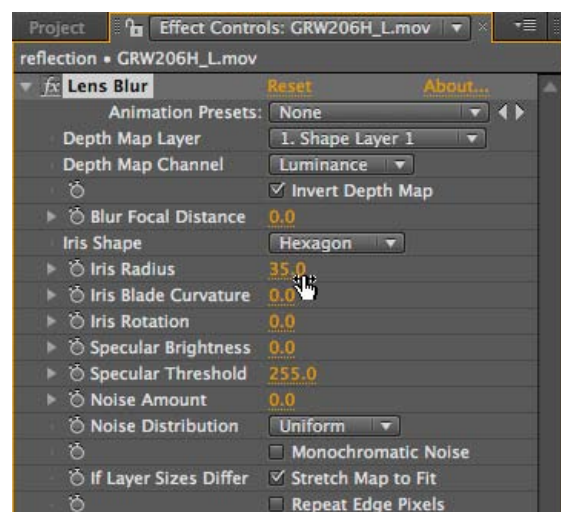 Project Effect Controls: GRW206H_L.mov
reflection • GRW206H_L.mov
fx Lens Blur Reset About...
Animation Presets: None
Depth Map Layer 1. Shape Layer 1
Depth Map Channel Luminance
Invert Depth Map
Blur Focal Distance 0.0
Iris Shape Hexagon
Iris Radius 35.0
Iris Blade Curvature 0.0
Iris Rotation 0.0
Specular Brightness 0.0
Specular Threshold 255.0
Noise Amount 0.0
Noise Distribution Uniform
Monochromatic Noise
If Layer Sizes Differ Stretch Map to Fit
Repeat Edge Pixels